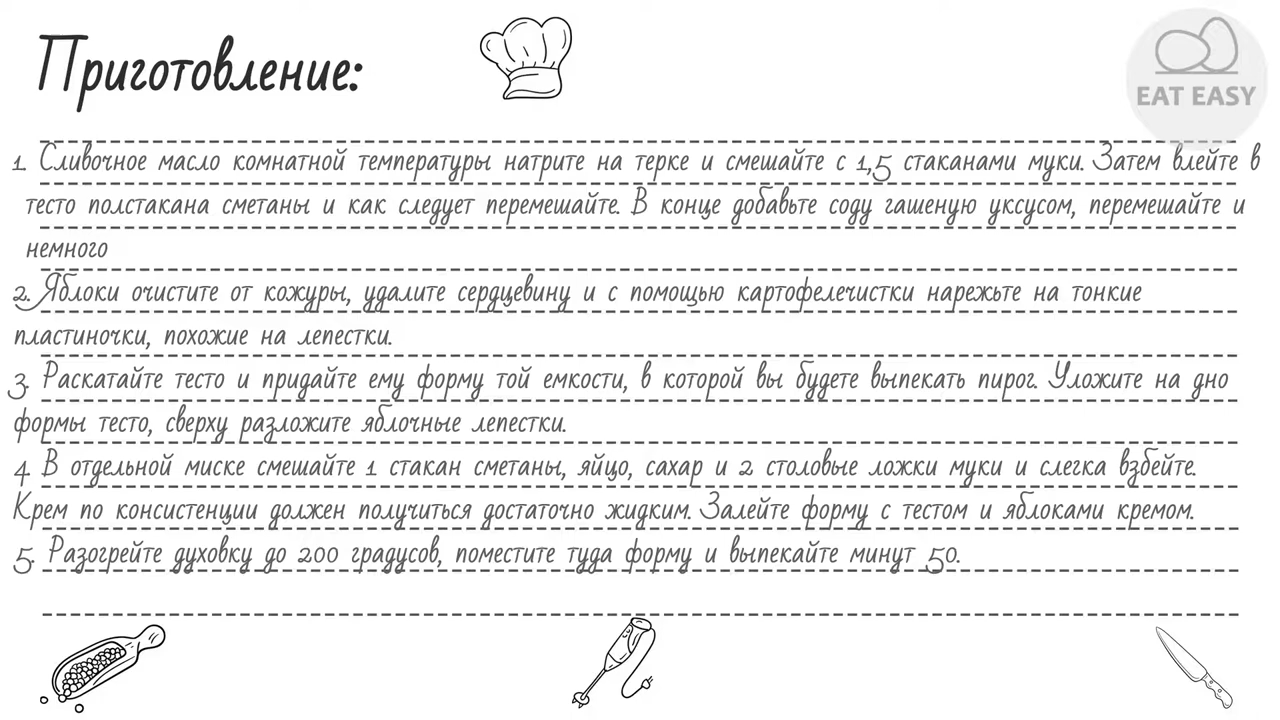 Приготовление:
EAT EASY
1. Сливочное масло комнатной температуры натрите на терке и смешайте с 1,5 стаканами муки. Затем влейте в
тесто полстакана сметаны и как следует перемешайте. В конце добавьте соду гашеную уксусом, перемешайте и
немного
2. Яблоки очистите от кожуры, удалите сердцевину и с помощью картофелечистки нарежьте на тонкие
пластиночки, похожие на лепестки.
3. Раскатайте тесто и придайте ему форму той емкости, в которой вы будете выпекать пирог. Уложите на дно
формы тесто, сверху разложите яблочные лепестки.
4. В отдельной миске смешайте 1 стакан сметаны, яйцо, сахар и 2 столовые ложки муки и слегка взбейте.
Крем по консистенции должен получиться достаточно жидким. Залейте форму с тестом и яблоками кремом.
5. Разогрейте духовку до 200 градусов, поместите туда форму и выпекайте минут 50.